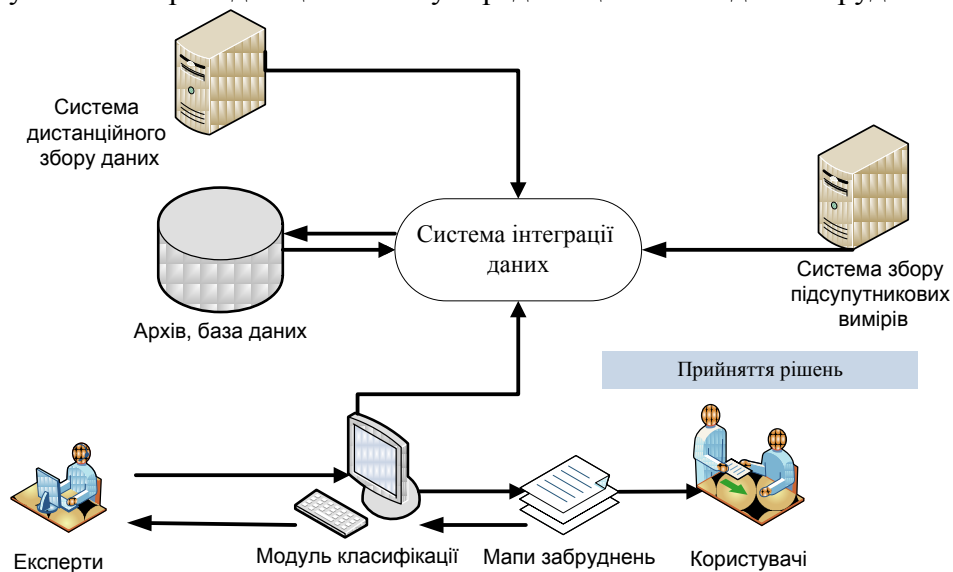 Система
дистанційного
збору даних
Система інтеграції
даних
Архів, база даних
Система збору
підсупутникових
вимірів
Прийняття рішень
Експерти
Модуль класифікації
Мапи забруднень
Користувачі